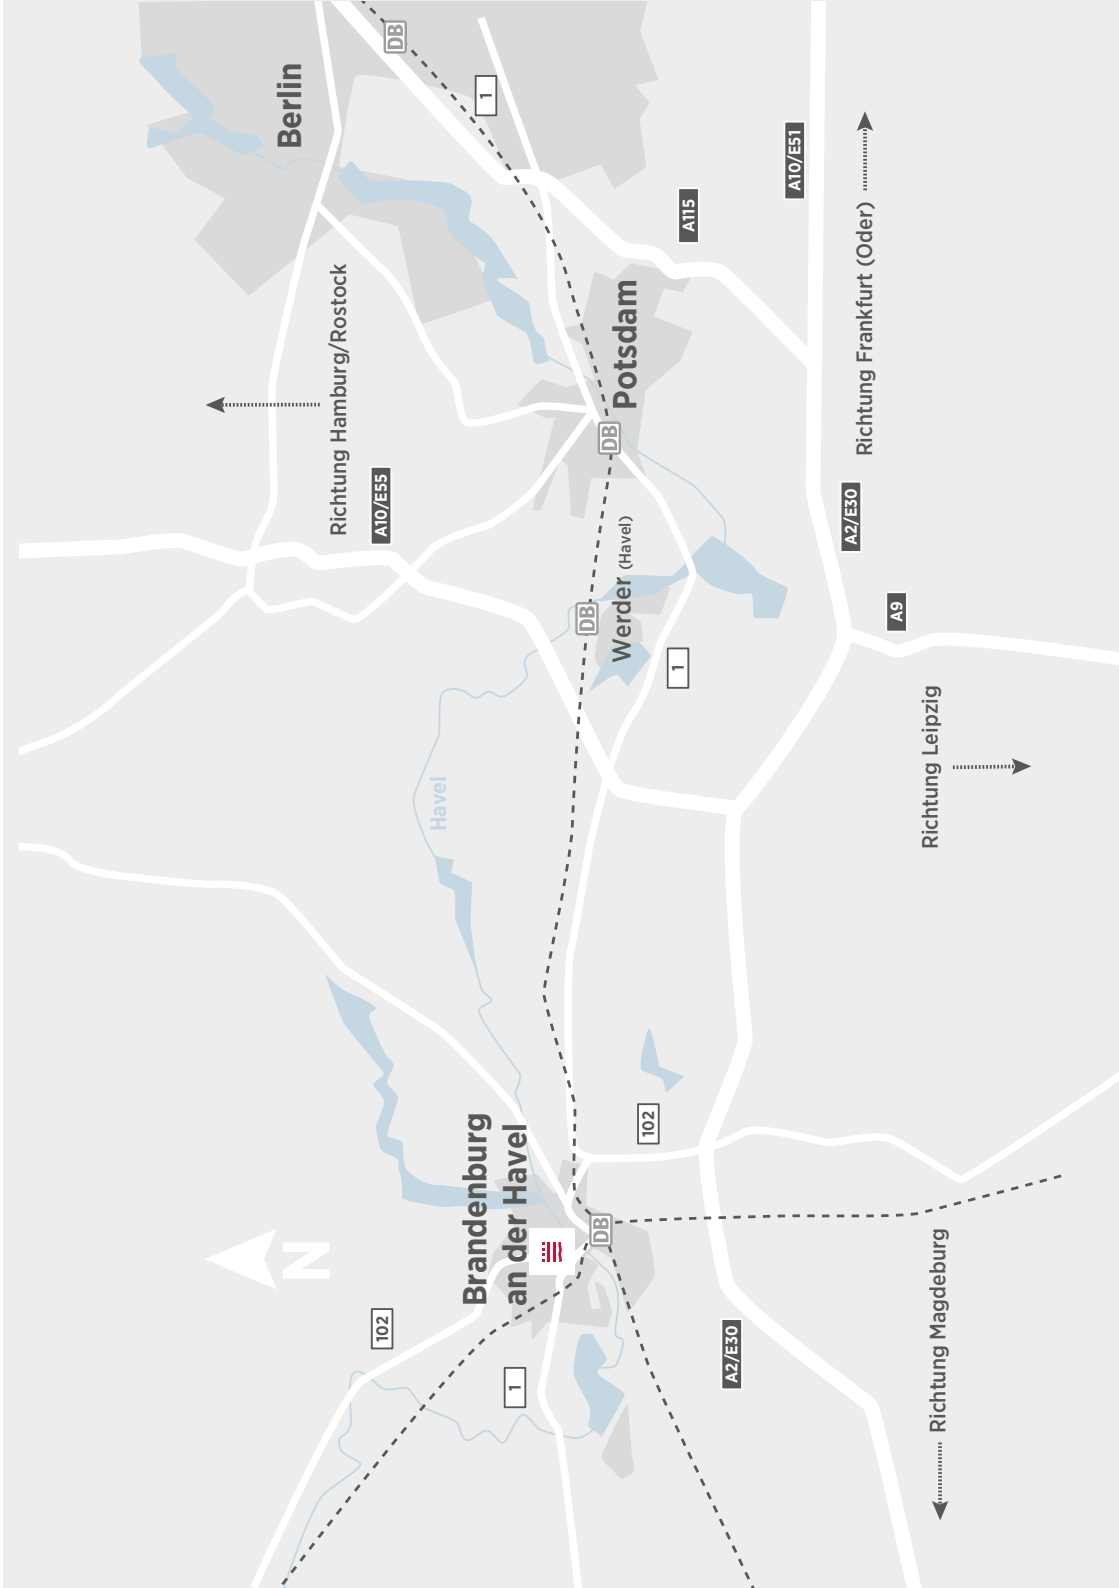 N
Berlin
Richtung Hamburg/Rostock
102
A10/E55
DB
Havel
Brandenburg
an der Havel
1
1
DB
DB
DB
Werder (Havel)
Potsdam
102
1
A115
A2/E30
A10/E51
A2/E30
Richtung Frankfurt (Oder)
A9
Richtung Leipzig
Richtung Magdeburg